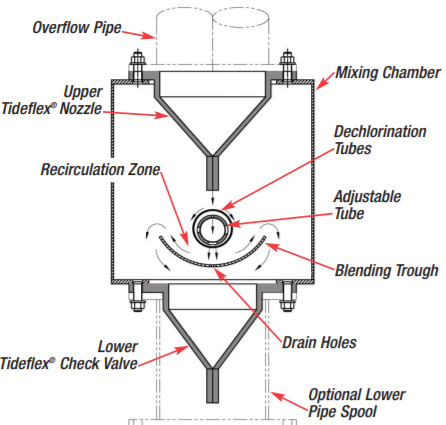 Overflow Pipe
Mixing Chamber
Upper
Tideflex® Nozzle
Dechlorination
Tubes
Recirculation Zone
Adjustable
Tube
Blending Trough
Drain Holes
Lower
Tideflex® Check Valve
Optional Lower
Pipe Spool